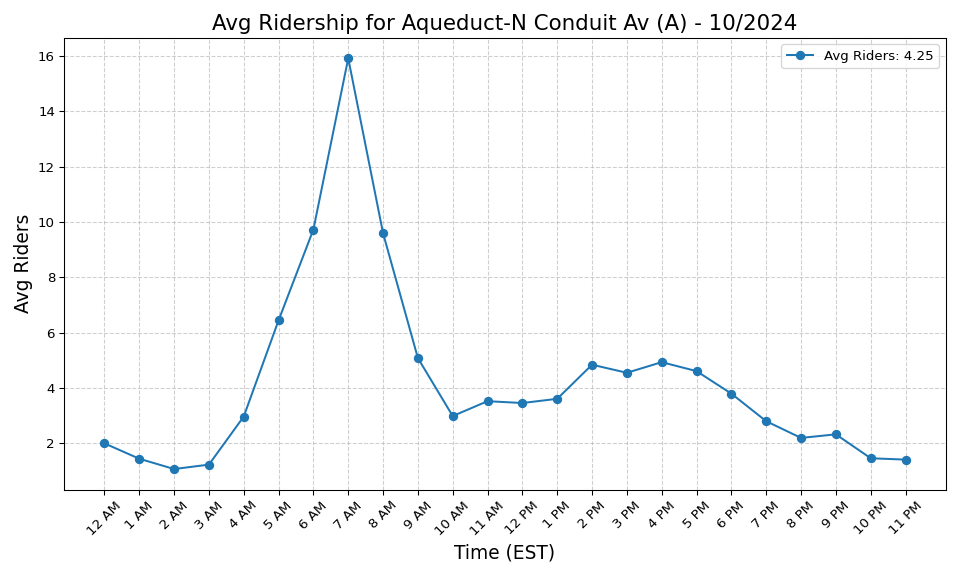 Avg Ridership for Aqueduct-N Conduit Av (A) - 10/2024
Avg Riders: 4.25
16
14
12
10
8
6
4
2
Avg Riders
12 AM
1 AM
2 AM
3 AM
4 AM
5 AM
6 AM
7 AM
8 AM
9 AM
10 AM
11 AM
12 PM
1 PM
2 PM
3 PM
4 PM
5 PM
6 PM
7 PM
8 PM
9 PM
10 PM
11 PM
Time (EST)